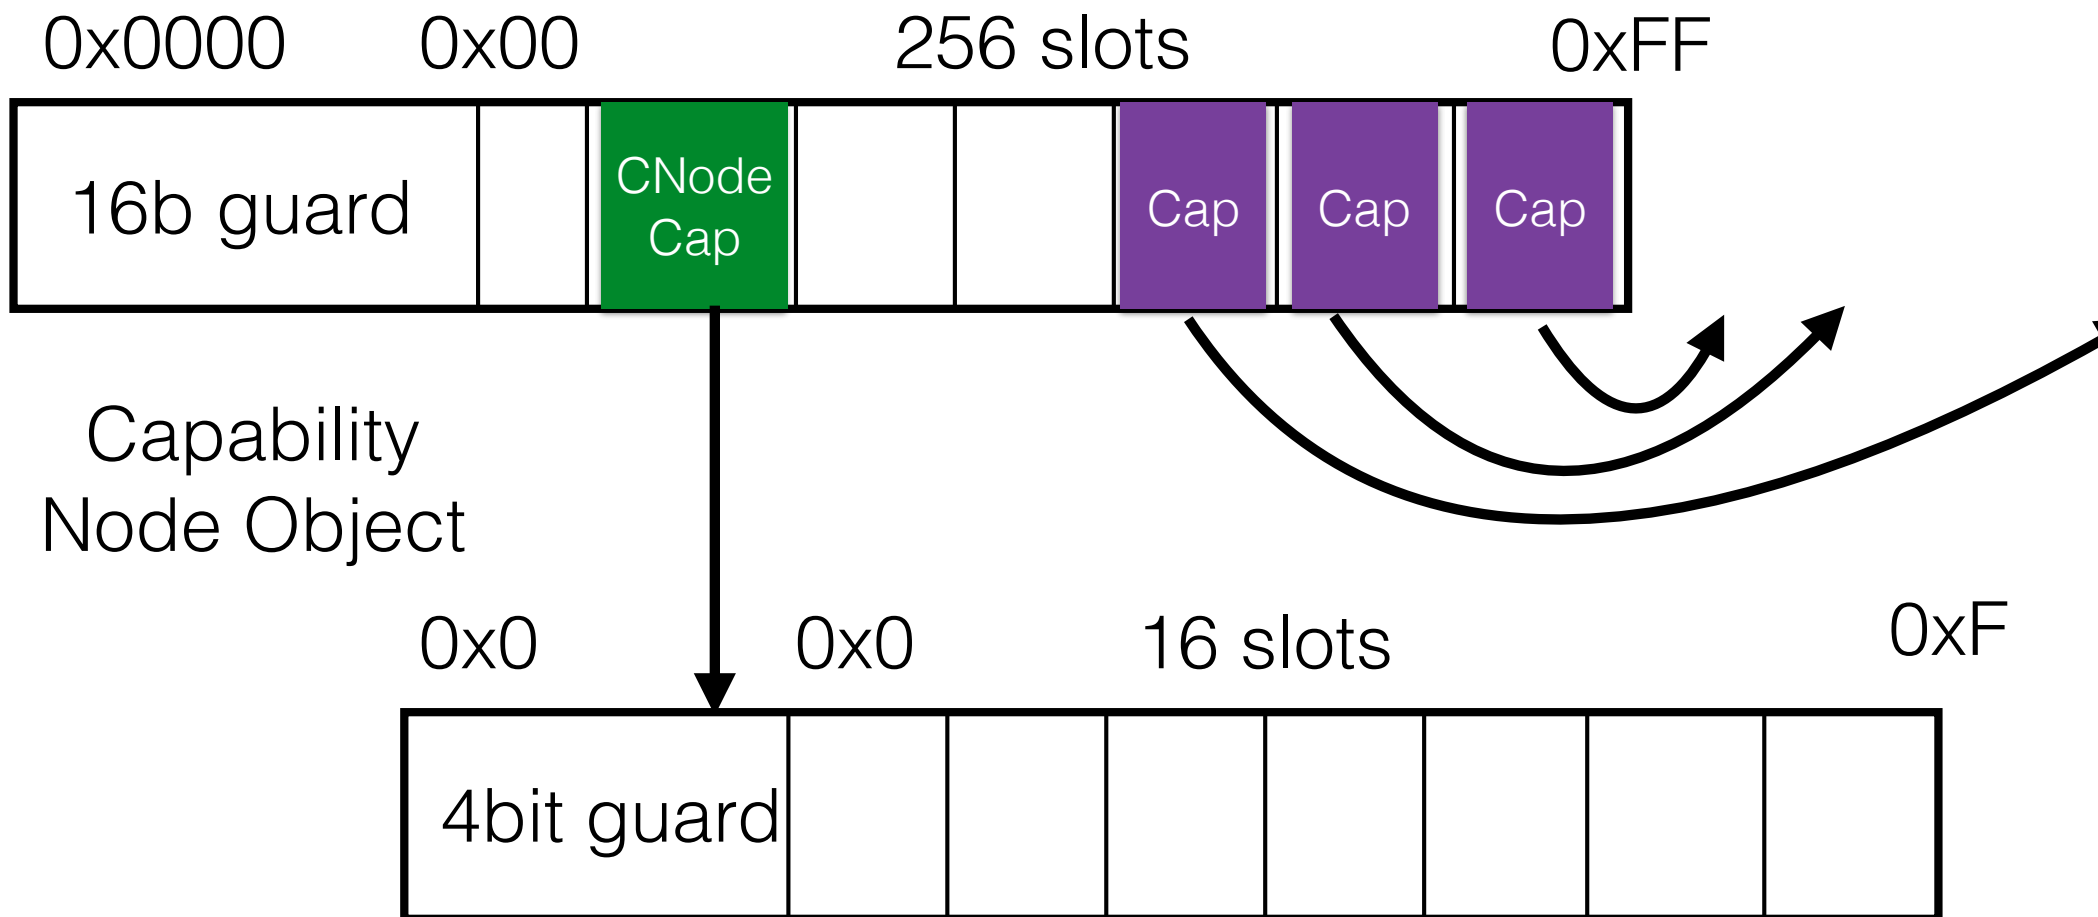 0x0000 0x00 256 slots 0xFF
16b guard
CNode
Cap
Cap Cap Cap
Capability
Node Object
0x0 0x0 16 slots 0xF
4bit guard